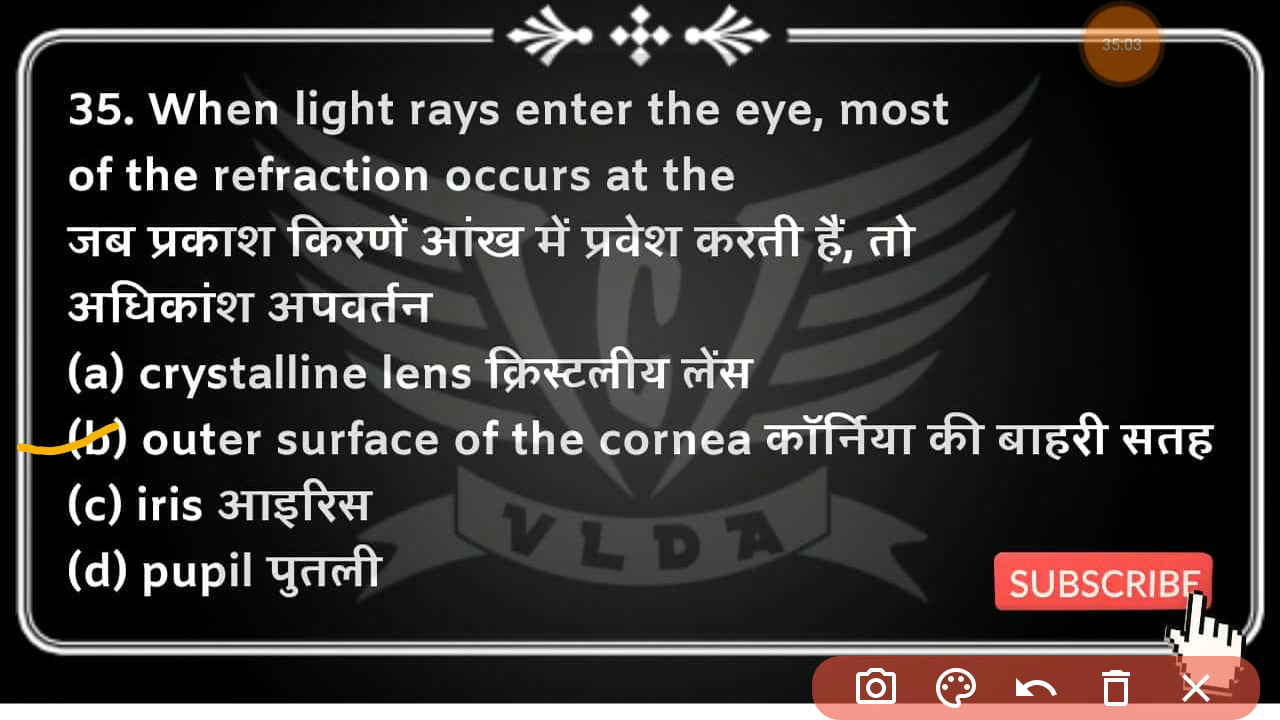 35:03
35. When light rays enter the eye, most
of the refraction occurs at the
जब प्रकाश किरणें आंख में प्रवेश करती हैं, तो
अधिकांश अपवर्तन
(a) crystalline lens क्रिस्टलीय लेंस
(b) outer surface of the cornea कॉर्निया की बाहरी सतह
(c) iris आइरिस
(d) pupil पुतली
VLDA
SUBSCRIBE